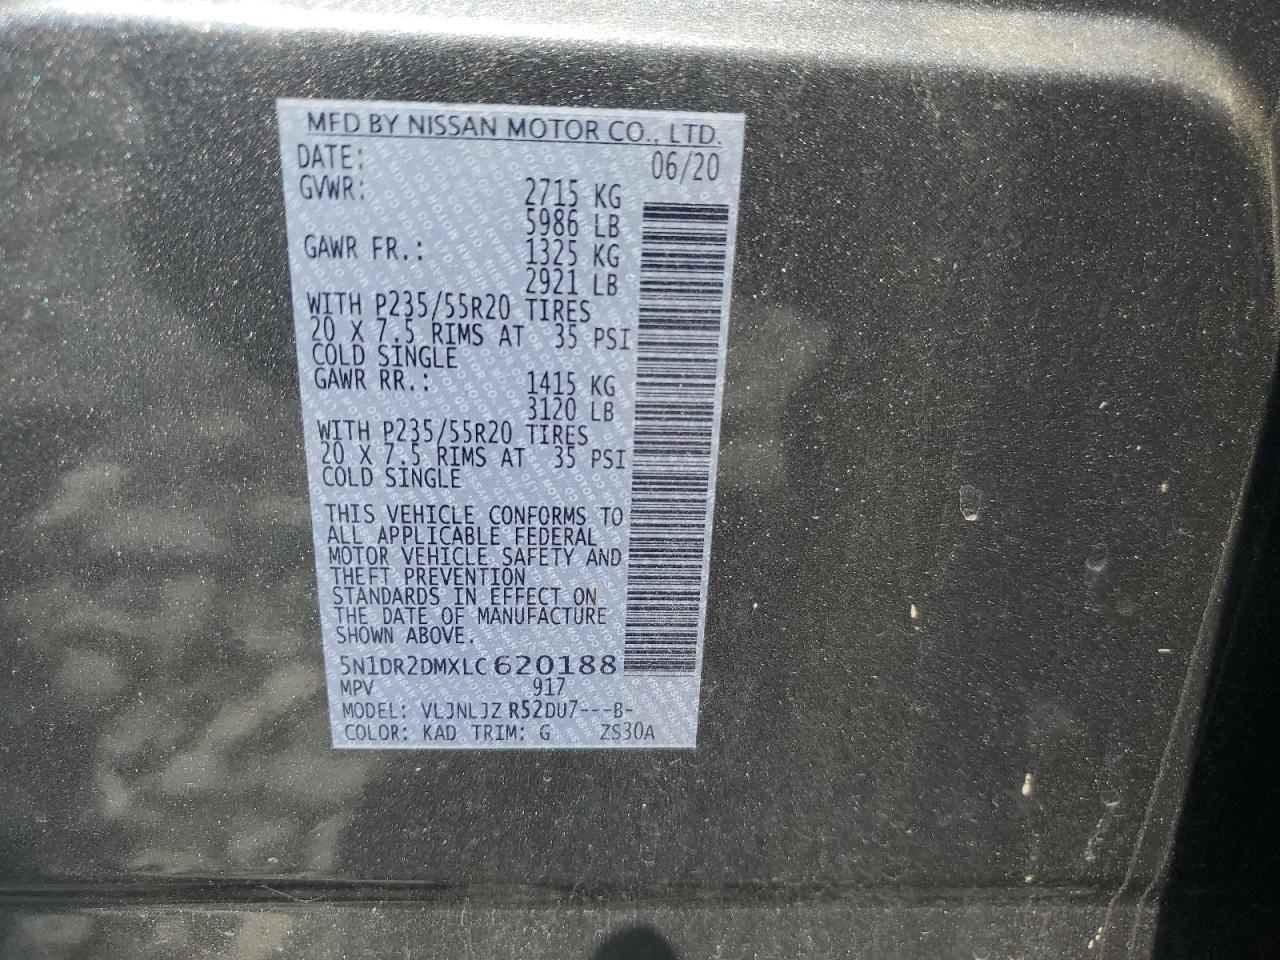 MFD BY NISSAN MOTOR CO., LTD.
DATE: 06/20
GVWR: 2715 KG
5986 LB
GAWR FR.: 1325 KG
2921 LB
WITH P235/55R20 TIRES
20 X 7.5 RIMS AT 35 PSI
COLD SINGLE
GAWR RR.: 1415 KG
3120 LB
WITH P235/55R20 TIRES
20 X 7.5 RIMS AT 35 PSI
COLD SINGLE
THIS VEHICLE CONFORMS TO
ALL APPLICABLE FEDERAL
MOTOR VEHICLE SAFETY AND
THEFT PREVENTION
STANDARDS IN EFFECT ON
THE DATE OF MANUFACTURE
SHOWN ABOVE.
5N1DR2DMXLC620188
MPV 917
MODEL: VLJNLJZ R52DU7---B-
COLOR: KAD TRIM: G ZS30A